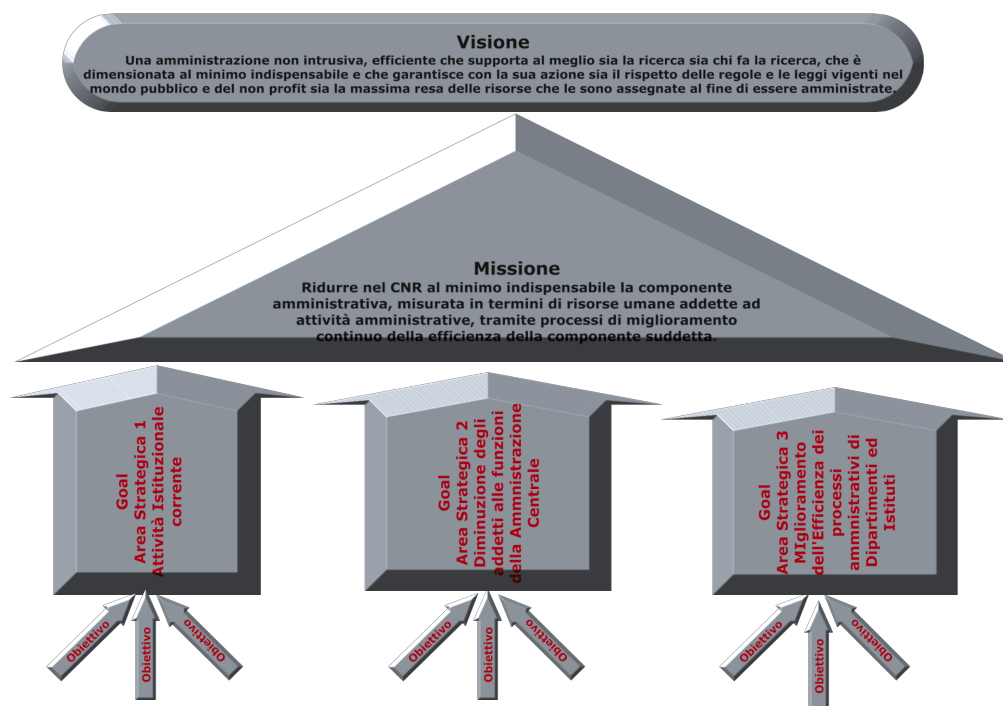 Visione
Una amministrazione non intrusiva, efficiente che supporta al meglio sia la ricerca sia chi fa la ricerca, che è
dimensionata al minimo indispensabile e che garantisce con la sua azione sia il rispetto delle regole e le leggi vigenti nel
mondo pubblico e del non profit sia la massima resa delle risorse che le sono assegnate al fine di essere amministrate.
Missione
Ridurre nel CNR al minimo indispensabile la componente
amministrativa, misurata in termini di risorse umane addette ad
attività amministrative, tramite processi di miglioramento
continuo della efficienza della componente suddetta.
Goal
Area Strategica 1
Attività Istituzionale
corrente
Goal
Area Strategica 2
Diminuzione degli
addetti alle funzioni
della Ammnistrazione
Centrale
Goal
Area Strategica 3
MIglioramento
dell'Efficienza dei
processi
ammnistrativi di
Dipartimenti ed
Istituti
Obiettivo
Obiettivo
Obiettivo
Obiettivo
Obiettivo
Obiettivo
Obiettivo
Obiettivo
Obiettivo